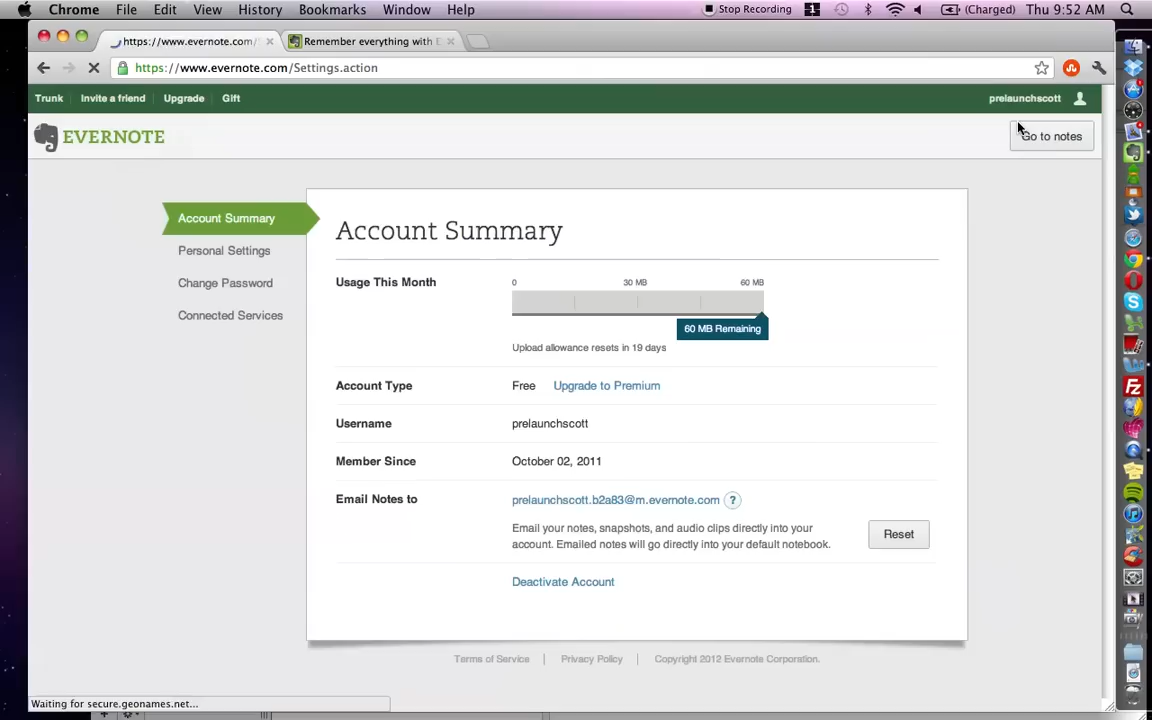 Chrome File Edit View History Bookmarks Window Help Stop Recording 1 (Charged) Thu 9:52 AM
https://www.evernote.com/ Remember everything with E
https://www.evernote.com/Settings.action
Trunk Invite a friend Upgrade Gift prelaunchscott
EVERNOTE
Go to notes
Account Summary
Personal Settings
Change Password
Connected Services
Account Summary
Usage This Month
0 30 MB 60 MB
60 MB Remaining
Upload allowance resets in 19 days
Account Type Free Upgrade to Premium
Username prelaunchscott
Member Since October 02, 2011
Email Notes to prelaunchscott.b2a83@m.evernote.com ?
Email your notes, snapshots, and audio clips directly into your
account. Emailed notes will go directly into your default notebook.
Reset
Deactivate Account
Terms of Service | Privacy Policy | Copyright 2012 Evernote Corporation.
Waiting for secure.geonames.net...